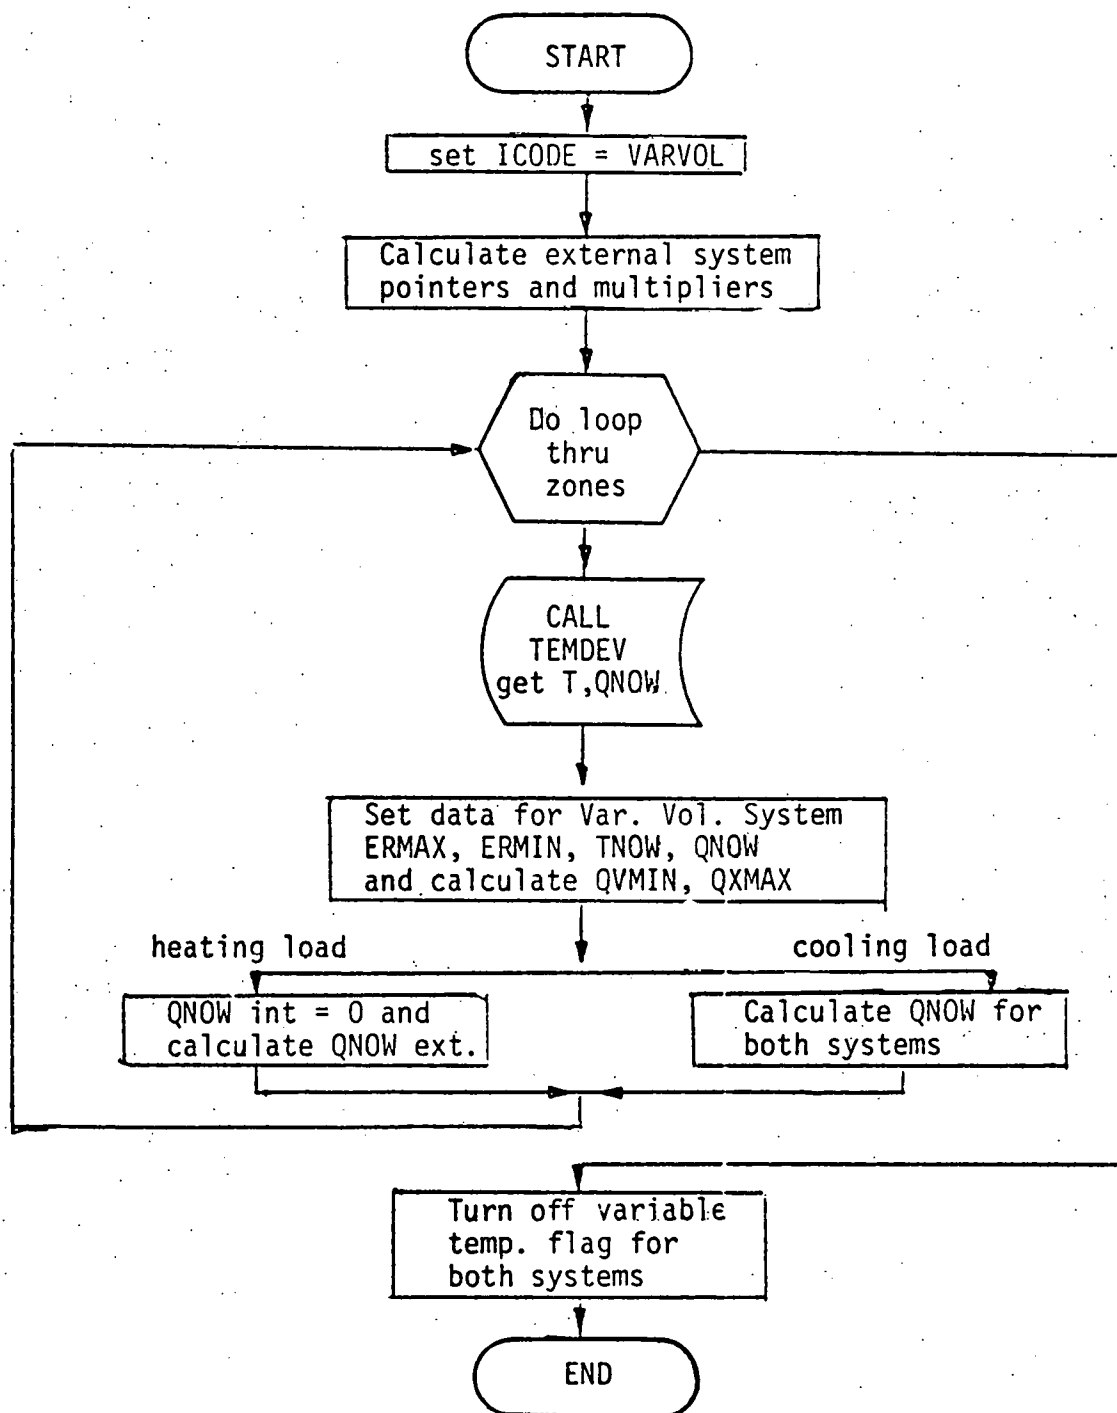 START
set ICODE = VARVOL
Calculate external system
pointers and multipliers
Do loop
thru
zones
CALL
TEMDEV
get T,QNOW
Set data for Var. Vol. System
ERMAX, ERMIN, TNOW, QNOW
and calculate QVMIN, QXMAX
heating load
cooling load
QNOW int = 0 and
calculate QNOW ext.
Calculate QNOW for
both systems
Turn off variable
temp. flag for
both systems
END